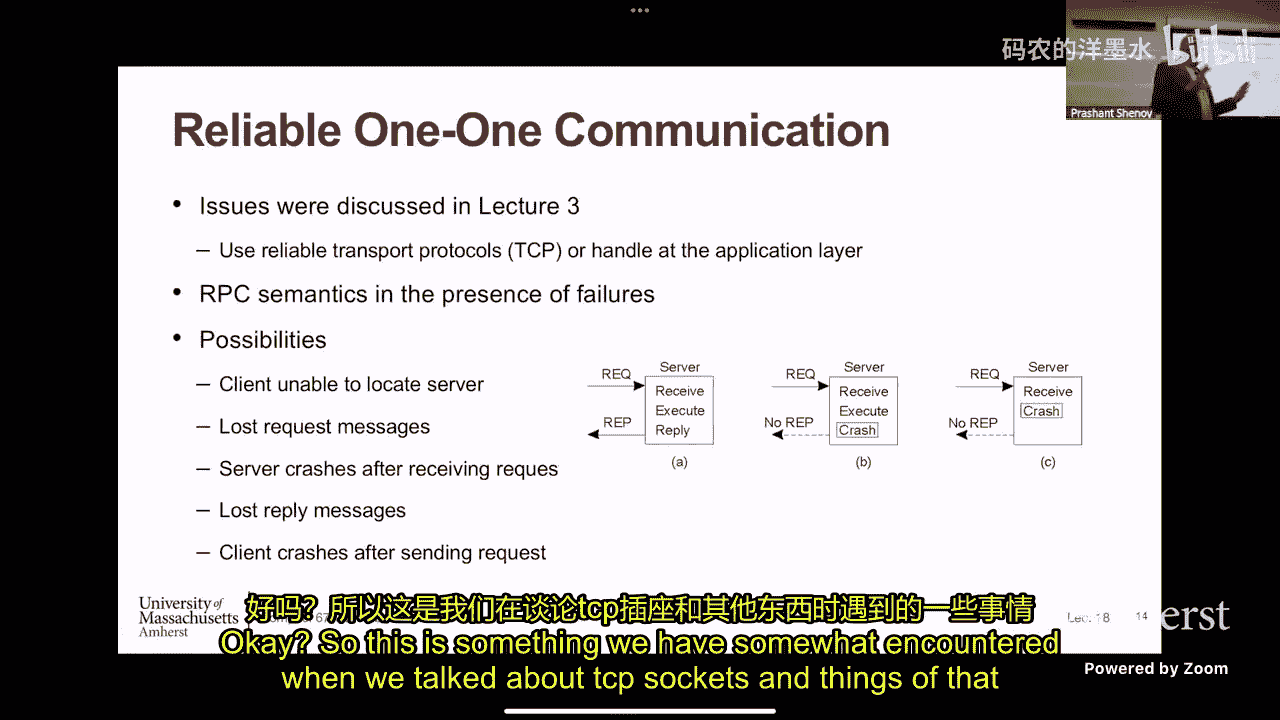 码农的洋墨水 bilibili
Prashant Shenoy
Reliable One-One Communication
• Issues were discussed in Lecture 3
– Use reliable transport protocols (TCP) or handle at the application layer
• RPC semantics in the presence of failures
• Possibilities
– Client unable to locate server
– Lost request messages
– Server crashes after receiving reques
– Lost reply messages
– Client crashes after sending request
REQ
Server
Receive
Execute
Reply
REP
(a)
REQ
Server
Receive
Execute
Crash
No REP
(b)
REQ
Server
Receive
Crash
No REP
(c)
University of
Massachusetts
Amherst
Lec. 18
14
erst
好吗？所以这是我们在谈论tcp插座和其他东西时遇到的一些事情
Okay? So this is something we have somewhat encountered
when we talked about tcp sockets and things of that
Powered by Zoom